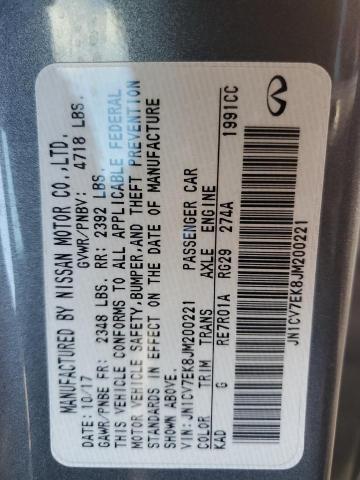 MANUFACTURED BY NISSAN MOTOR CO.,LTD.
DATE: 10/17 GVWR/PNBV: 4718 LBS.
GAWR/PNBE FR: 2348 LBS. RR: 2392 LBS.
THIS VEHICLE CONFORMS TO ALL APPLICABLE FEDERAL
MOTOR VEHICLE SAFETY,BUMPER,AND THEFT PREVENTION
STANDARDS IN EFFECT ON THE DATE OF MANUFACTURE
SHOWN ABOVE.
VIN: JN1CV7EK8JM200221 PASSENGER CAR
COLOR TRIM TRANS AXLE ENGINE
KAD G RE7R01A RG29 274A 1991CC
JN1CV7EK8JM200221